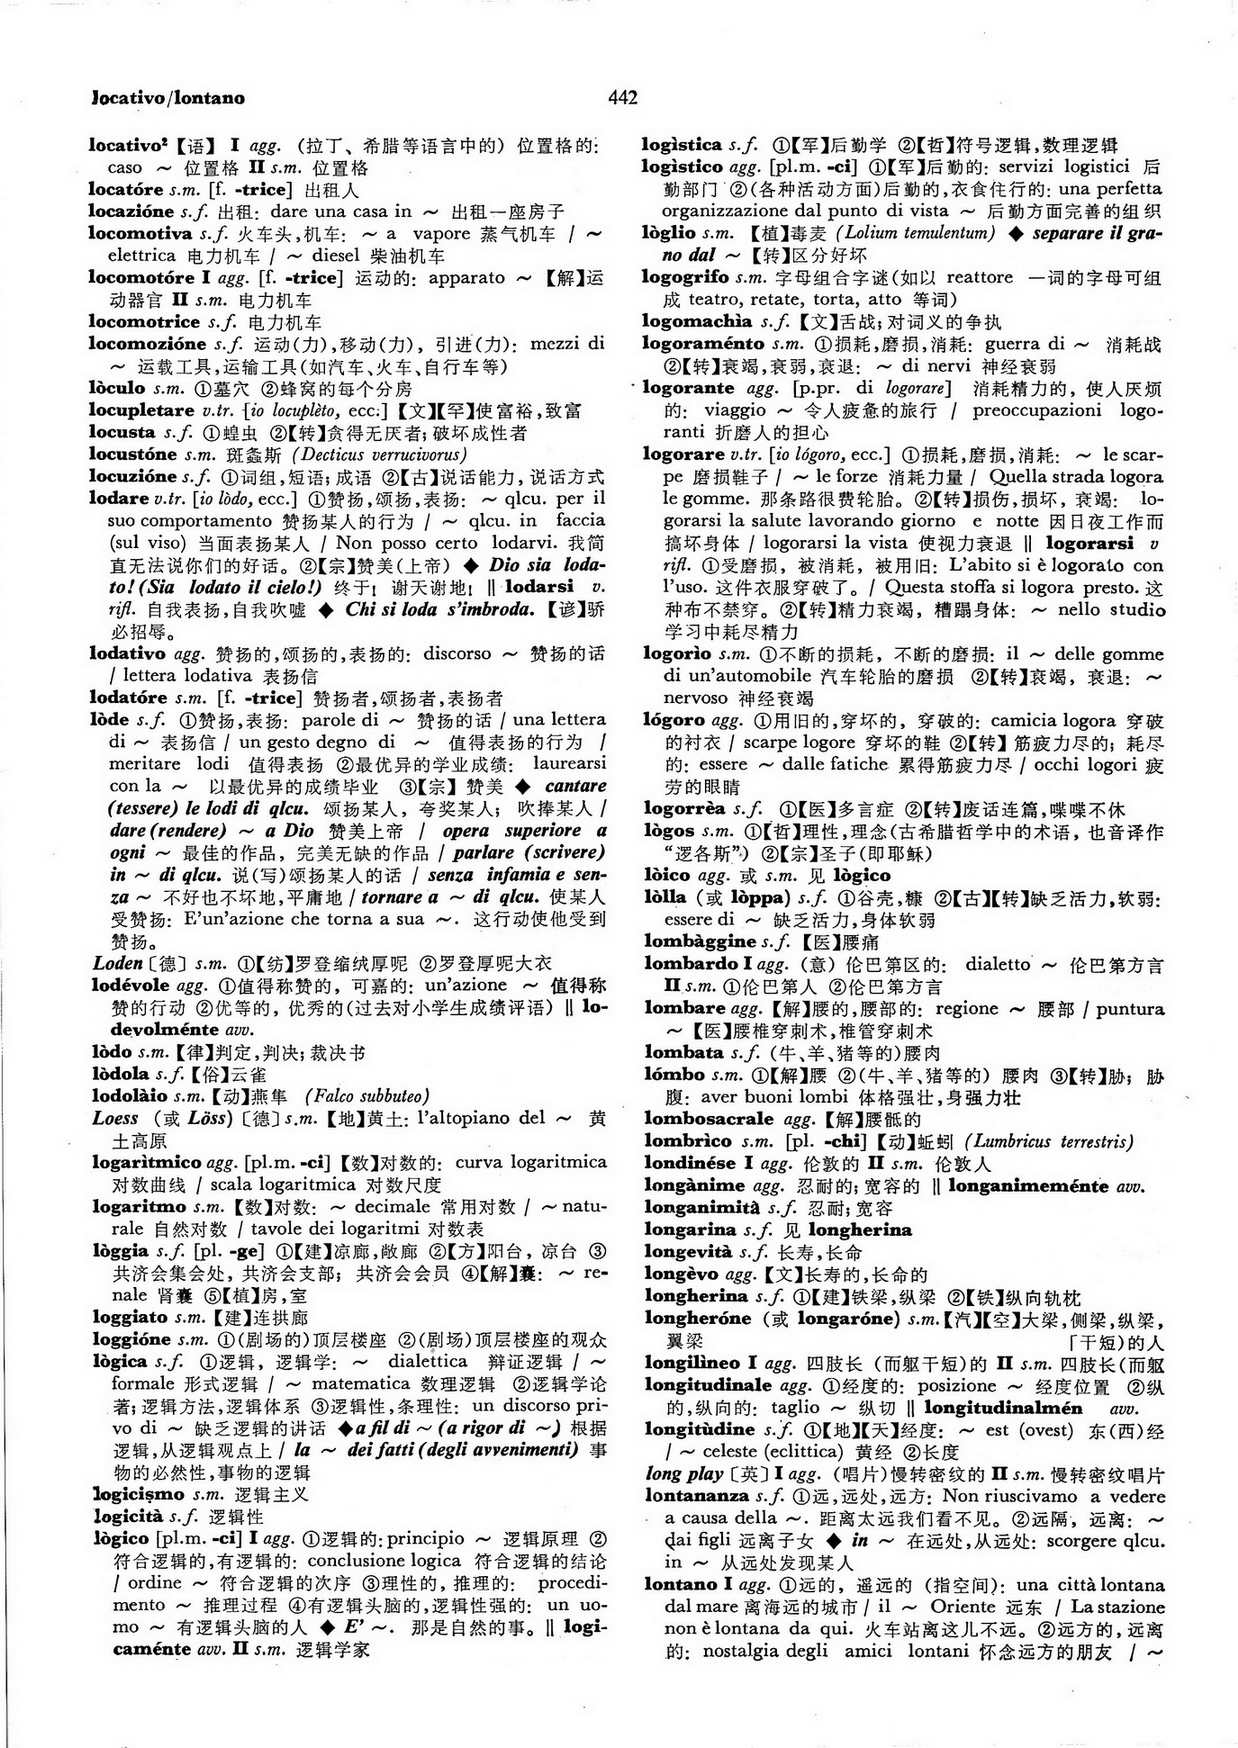 locativo/lontano
442
locativo²【语】 I agg. (拉丁、希腊等语言中的) 位置格的:
caso ～ 位置格 II s.m. 位置格
locatóre s.m. [f. -trice] 出租人
locazióne s.f. 出租: dare una casa in ～ 出租一座房子
locomotiva s.f. 火车头,机车: ～ a vapore 蒸气机车 / ～
elettrica 电力机车 / ～ diesel 柴油机车
locomotóre I agg. [f. -trice] 运动的: apparato ～ 【解】运
动器官 II s.m. 电力机车
locomotrice s.f. 电力机车
locomozióne s.f. 运动(力),移动(力), 引进(力): mezzi di
～ 运载工具,运输工具(如汽车、火车、自行车等)
lòculo s.m. ①墓穴 ②蜂窝的每个分房
locupletare v.tr. [io locuplèto, ecc.] 【文】【罕】使富裕,致富
locusta s.f. ①蝗虫 ②【转】贪得无厌者; 破坏成性者
locustóne s.m. 斑螽斯 (Decticus verrucivorus)
locuzióne s.f. ①词组,短语; 成语 ②【古】说话能力, 说话方式
lodare v.tr. [io lòdo, ecc.] ①赞扬,颂扬,表扬: ～ qlcu. per il
suo comportamento 赞扬某人的行为 / ～ qlcu. in faccia
(sul viso) 当面表扬某人 / Non posso certo lodarvi. 我简
直无法说你们的好话。②【宗】赞美(上帝) ◆ Dio sia loda-
to! (Sia lodato il cielo!) 终于! 谢天谢地! ‖ lodarsi v.
rifl. 自我表扬,自我吹嘘 ◆ Chi si loda s'imbroda. 【谚】骄
必招辱。
lodativo agg. 赞扬的,颂扬的,表扬的: discorso ～ 赞扬的话
/ lettera lodativa 表扬信
lodatóre s.m. [f. -trice] 赞扬者,颂扬者,表扬者
lòde s.f. ①赞扬,表扬: parole di ～ 赞扬的话 / una lettera
di ～ 表扬信 / un gesto degno di ～ 值得表扬的行为 /
meritare lodi 值得表扬 ②最优异的学业成绩: laurearsi
con la ～ 以最优异的成绩毕业 ③【宗】 赞美 ◆ cantare
(tessere) le lodi di qlcu. 颂扬某人, 夸奖某人; 吹捧某人 /
dare (rendere) ～ a Dio 赞美上帝 / opera superiore a
ogni ～ 最佳的作品, 完美无缺的作品 / parlare (scrivere)
in ～ di qlcu. 说(写)颂扬某人的话 / senza infamia e sen-
za ～ 不好也不坏地,平庸地 / tornare a ～ di qlcu. 使某人
受赞扬: E'un'azione che torna a sua ～. 这行动使他受到
赞扬。
Loden〔德〕s.m. ①【纺】罗登缩绒厚呢 ②罗登厚呢大衣
lodévole agg. ①值得称赞的, 可嘉的: un'azione ～ 值得称
赞的行动 ②优等的, 优秀的(过去对小学生成绩评语) ‖ lo-
devolménte avv.
lòdo s.m.【律】判定,判决; 裁决书
lòdola s.f.【俗】云雀
lodolàio s.m.【动】燕隼 (Falco subbuteo)
Loess (或 Löss)〔德〕s.m.【地】黄土: l'altopiano del ～ 黄
土高原
logarìtmico agg. [pl.m. -ci]【数】对数的: curva logaritmica
对数曲线 / scala logaritmica 对数尺度
logaritmo s.m. 【数】对数: ～ decimale 常用对数 / ～ natu-
rale 自然对数 / tavole dei logaritmi 对数表
lòggia s.f. [pl. -ge] ①【建】凉廊,敞廊 ②【方】阳台, 凉台 ③
共济会集会处, 共济会支部; 共济会会员 ④【解】囊: ～ re-
nale 肾囊 ⑤【植】房,室
loggiato s.m. 【建】连拱廊
loggióne s.m. ①(剧场的)顶层楼座 ②(剧场)顶层楼座的观众
lògica s.f. ①逻辑, 逻辑学: ～ dialettica 辩证逻辑 / ～
formale 形式逻辑 / ～ matematica 数理逻辑 ②逻辑学论
著; 逻辑方法,逻辑体系 ③逻辑性,条理性: un discorso pri-
vo di ～ 缺乏逻辑的讲话 ◆ a fil di ～ (a rigor di ～) 根据
逻辑,从逻辑观点上 / la ～ dei fatti (degli avvenimenti) 事
物的必然性,事物的逻辑
logicismo s.m. 逻辑主义
logicità s.f. 逻辑性
lògico [pl.m. -ci] I agg. ①逻辑的: principio ～ 逻辑原理 ②
符合逻辑的,有逻辑的: conclusione logica 符合逻辑的结论
/ ordine ～ 符合逻辑的次序 ③理性的, 推理的: procedi-
mento ～ 推理过程 ④有逻辑头脑的,逻辑性强的: un uo-
mo ～ 有逻辑头脑的人 ◆ E' ～. 那是自然的事。‖ logi-
caménte avv. II s.m. 逻辑学家
logìstica s.f. ①【军】后勤学 ②【哲】符号逻辑,数理逻辑
logìstico agg. [pl.m. -ci] ①【军】后勤的: servizi logistici 后
勤部门 ②(各种活动方面)后勤的,衣食住行的: una perfetta
organizzazione dal punto di vista ～ 后勤方面完善的组织
lòglio s.m. 【植】毒麦 (Lolium temulentum) ◆ separare il gra-
no dal ～ 【转】区分好坏
logogrifo s.m. 字母组合字谜(如以 reattore 一词的字母可组
成 teatro, retate, torta, atto 等词)
logomachìa s.f. 【文】舌战; 对词义的争执
logoraménto s.m. ①损耗,磨损,消耗: guerra di ～ 消耗战
②【转】衰竭,衰弱,衰退: ～ di nervi 神经衰弱
logorante agg. [p.pr. di logorare] 消耗精力的, 使人厌烦
的: viaggio ～ 令人疲惫的旅行 / preoccupazioni logo-
ranti 折磨人的担心
logorare v.tr. [io lógoro, ecc.] ①损耗,磨损,消耗: ～ le scar-
pe 磨损鞋子 / ～ le forze 消耗力量 / Quella strada logora
le gomme. 那条路很费轮胎。②【转】损伤,损坏, 衰竭: lo-
gorarsi la salute lavorando giorno e notte 因日夜工作而
搞坏身体 / logorarsi la vista 使视力衰退 ‖ logorarsi v
rifl. ①受磨损, 被消耗, 被用旧: L'abito si è logorato con
l'uso. 这件衣服穿破了。/ Questa stoffa si logora presto. 这
种布不禁穿。②【转】精力衰竭, 糟蹋身体: ～ nello studio
学习中耗尽精力
logorìo s.m. ①不断的损耗, 不断的磨损: il ～ delle gomme
di un'automobile 汽车轮胎的磨损 ②【转】衰竭, 衰退: ～
nervoso 神经衰竭
lógoro agg. ①用旧的,穿坏的, 穿破的: camicia logora 穿破
的衬衣 / scarpe logore 穿坏的鞋 ②【转】筋疲力尽的; 耗尽
的: essere ～ dalle fatiche 累得筋疲力尽 / occhi logori 疲
劳的眼睛
logorrèa s.f. ①【医】多言症 ②【转】废话连篇,喋喋不休
lògos s.m. ①【哲】理性,理念(古希腊哲学中的术语, 也音译作
“逻各斯”) ②【宗】圣子(即耶稣)
lòico agg. 或 s.m. 见 lògico
lòlla (或 lòppa) s.f. ①谷壳,糠 ②【古】【转】缺乏活力,软弱:
essere di ～ 缺乏活力,身体软弱
lombàggine s.f. 【医】腰痛
lombardo I agg. (意) 伦巴第区的: dialetto ～ 伦巴第方言
II s.m. ①伦巴第人 ②伦巴第方言
lombare agg. 【解】腰的,腰部的: regione ～ 腰部 / puntura
～ 【医】腰椎穿刺术,椎管穿刺术
lombata s.f. (牛、羊、猪等的)腰肉
lómbo s.m. ①【解】腰 ②(牛、羊、猪等的) 腰肉 ③【转】胁; 胁
腹: aver buoni lombi 体格强壮,身强力壮
lombosacrale agg. 【解】腰骶的
lombrìco s.m. [pl. -chi]【动】蚯蚓 (Lumbricus terrestris)
londinése I agg. 伦敦的 II s.m. 伦敦人
longànime agg. 忍耐的; 宽容的 ‖ longanimeménte avv.
longanimità s.f. 忍耐; 宽容
longarina s.f. 见 longherina
longevità s.f. 长寿,长命
longèvo agg. 【文】长寿的,长命的
longherina s.f. ①【建】铁梁,纵梁 ②【铁】纵向轨枕
longheróne (或 longaróne) s.m.【汽】【空】大梁,侧梁,纵梁,
翼梁 「干短)的人
longilìneo I agg. 四肢长 (而躯干短)的 II s.m. 四肢长(而躯
longitudinale agg. ①经度的: posizione ～ 经度位置 ②纵
的,纵向的: taglio ～ 纵切 ‖ longitudinalmén avv.
longitùdine s.f. ①【地】【天】经度: ～ est (ovest) 东(西)经
/ ～ celeste (eclittica) 黄经 ②长度
long play〔英〕I agg. (唱片)慢转密纹的 II s.m. 慢转密纹唱片
lontananza s.f. ①远,远处,远方: Non riuscivamo a vedere
a causa della ～. 距离太远我们看不见。②远隔, 远离: ～
dai figli 远离子女 ◆ in ～ 在远处,从远处: scorgere qlcu.
in ～ 从远处发现某人
lontano I agg. ①远的, 遥远的 (指空间): una città lontana
dal mare 离海远的城市 / il ～ Oriente 远东 / La stazione
non è lontana da qui. 火车站离这儿不远。②远方的, 远离
的: nostalgia degli amici lontani 怀念远方的朋友 / ～